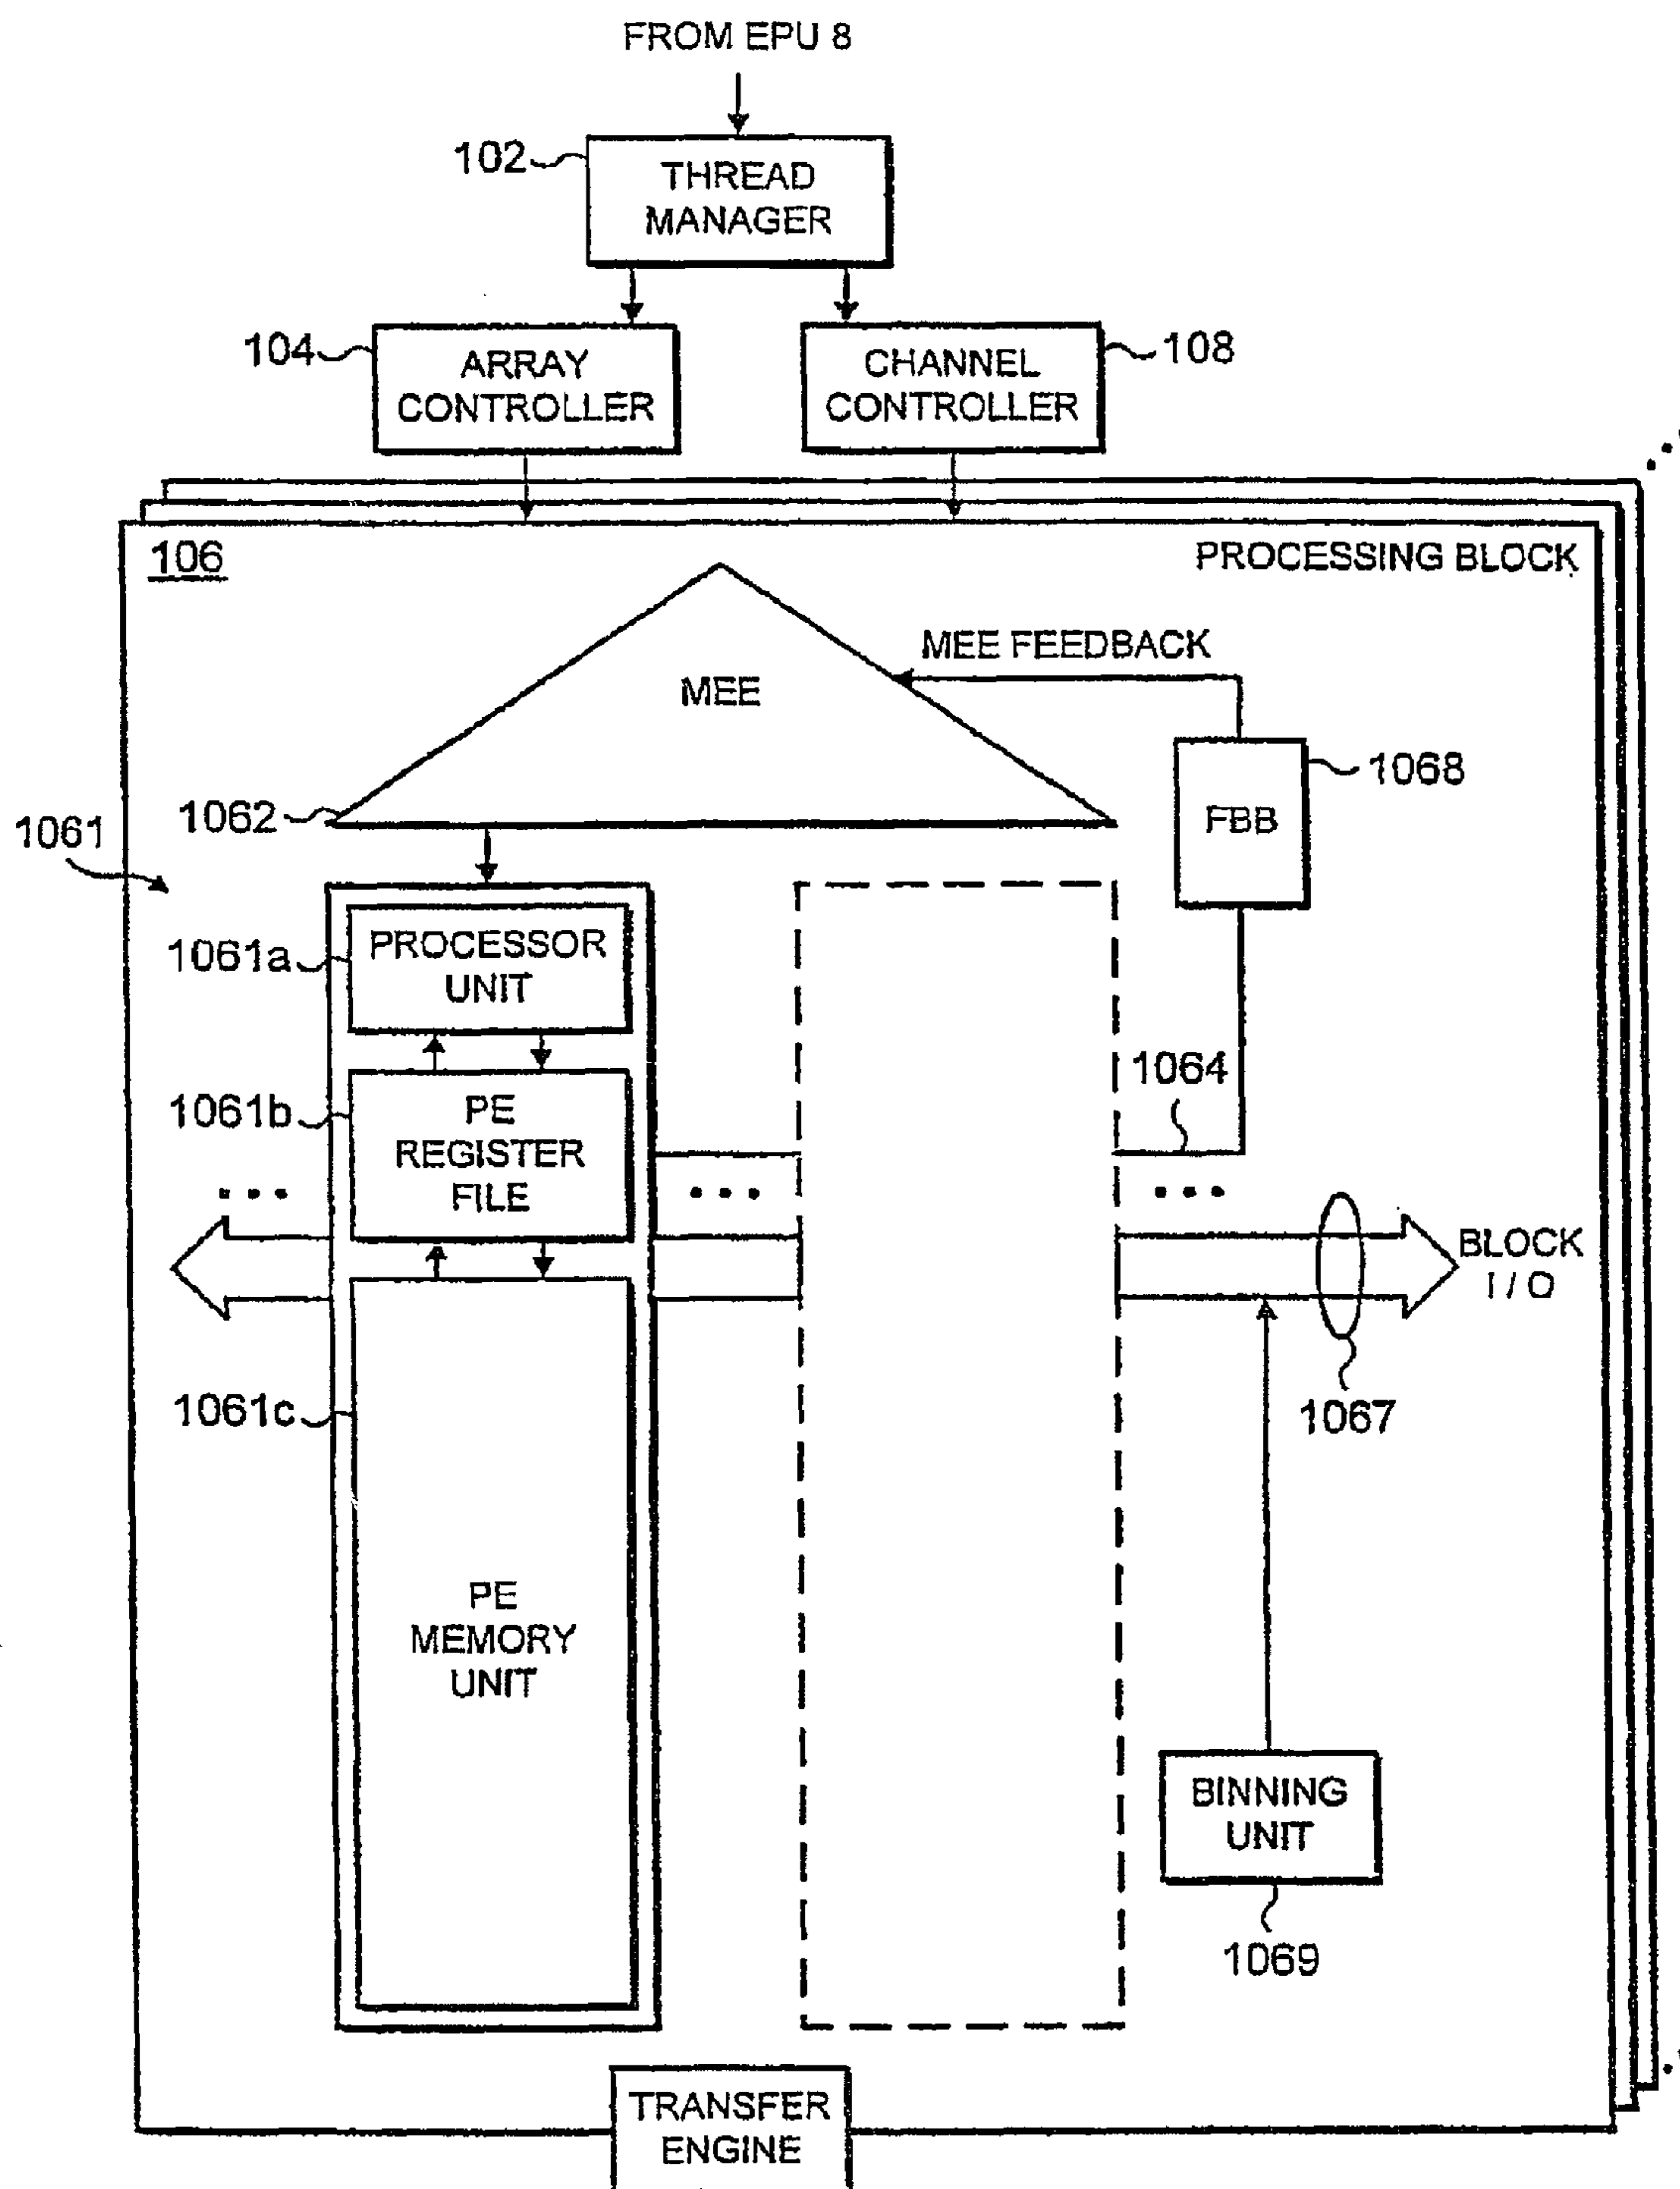 FROM EPU 8
102
THREAD
MANAGER
104
ARRAY
CONTROLLER
CHANNEL
CONTROLLER
108
106
PROCESSING BLOCK
MEE FEEDBACK
MEE
1068
FBB
1062
1061
1061a
PROCESSOR
UNIT
1064
1061b
PE
REGISTER
FILE
BLOCK
I / O
1061c
1067
PE
MEMORY
UNIT
BINNING
UNIT
1069
TRANSFER
ENGINE